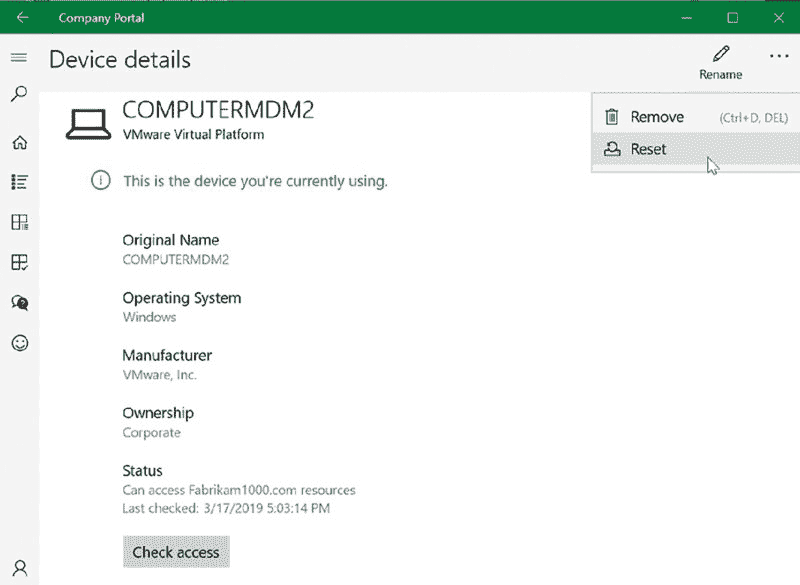 Company Portal
Device details
Rename
COMPUTERMDM2
VMware Virtual Platform
Remove (Ctrl+D, DEL)
Reset
This is the device you're currently using.
Original Name
COMPUTERMDM2
Operating System
Windows
Manufacturer
VMware, Inc.
Ownership
Corporate
Status
Can access Fabrikam1000.com resources
Last checked: 3/17/2019 5:03:14 PM
Check access